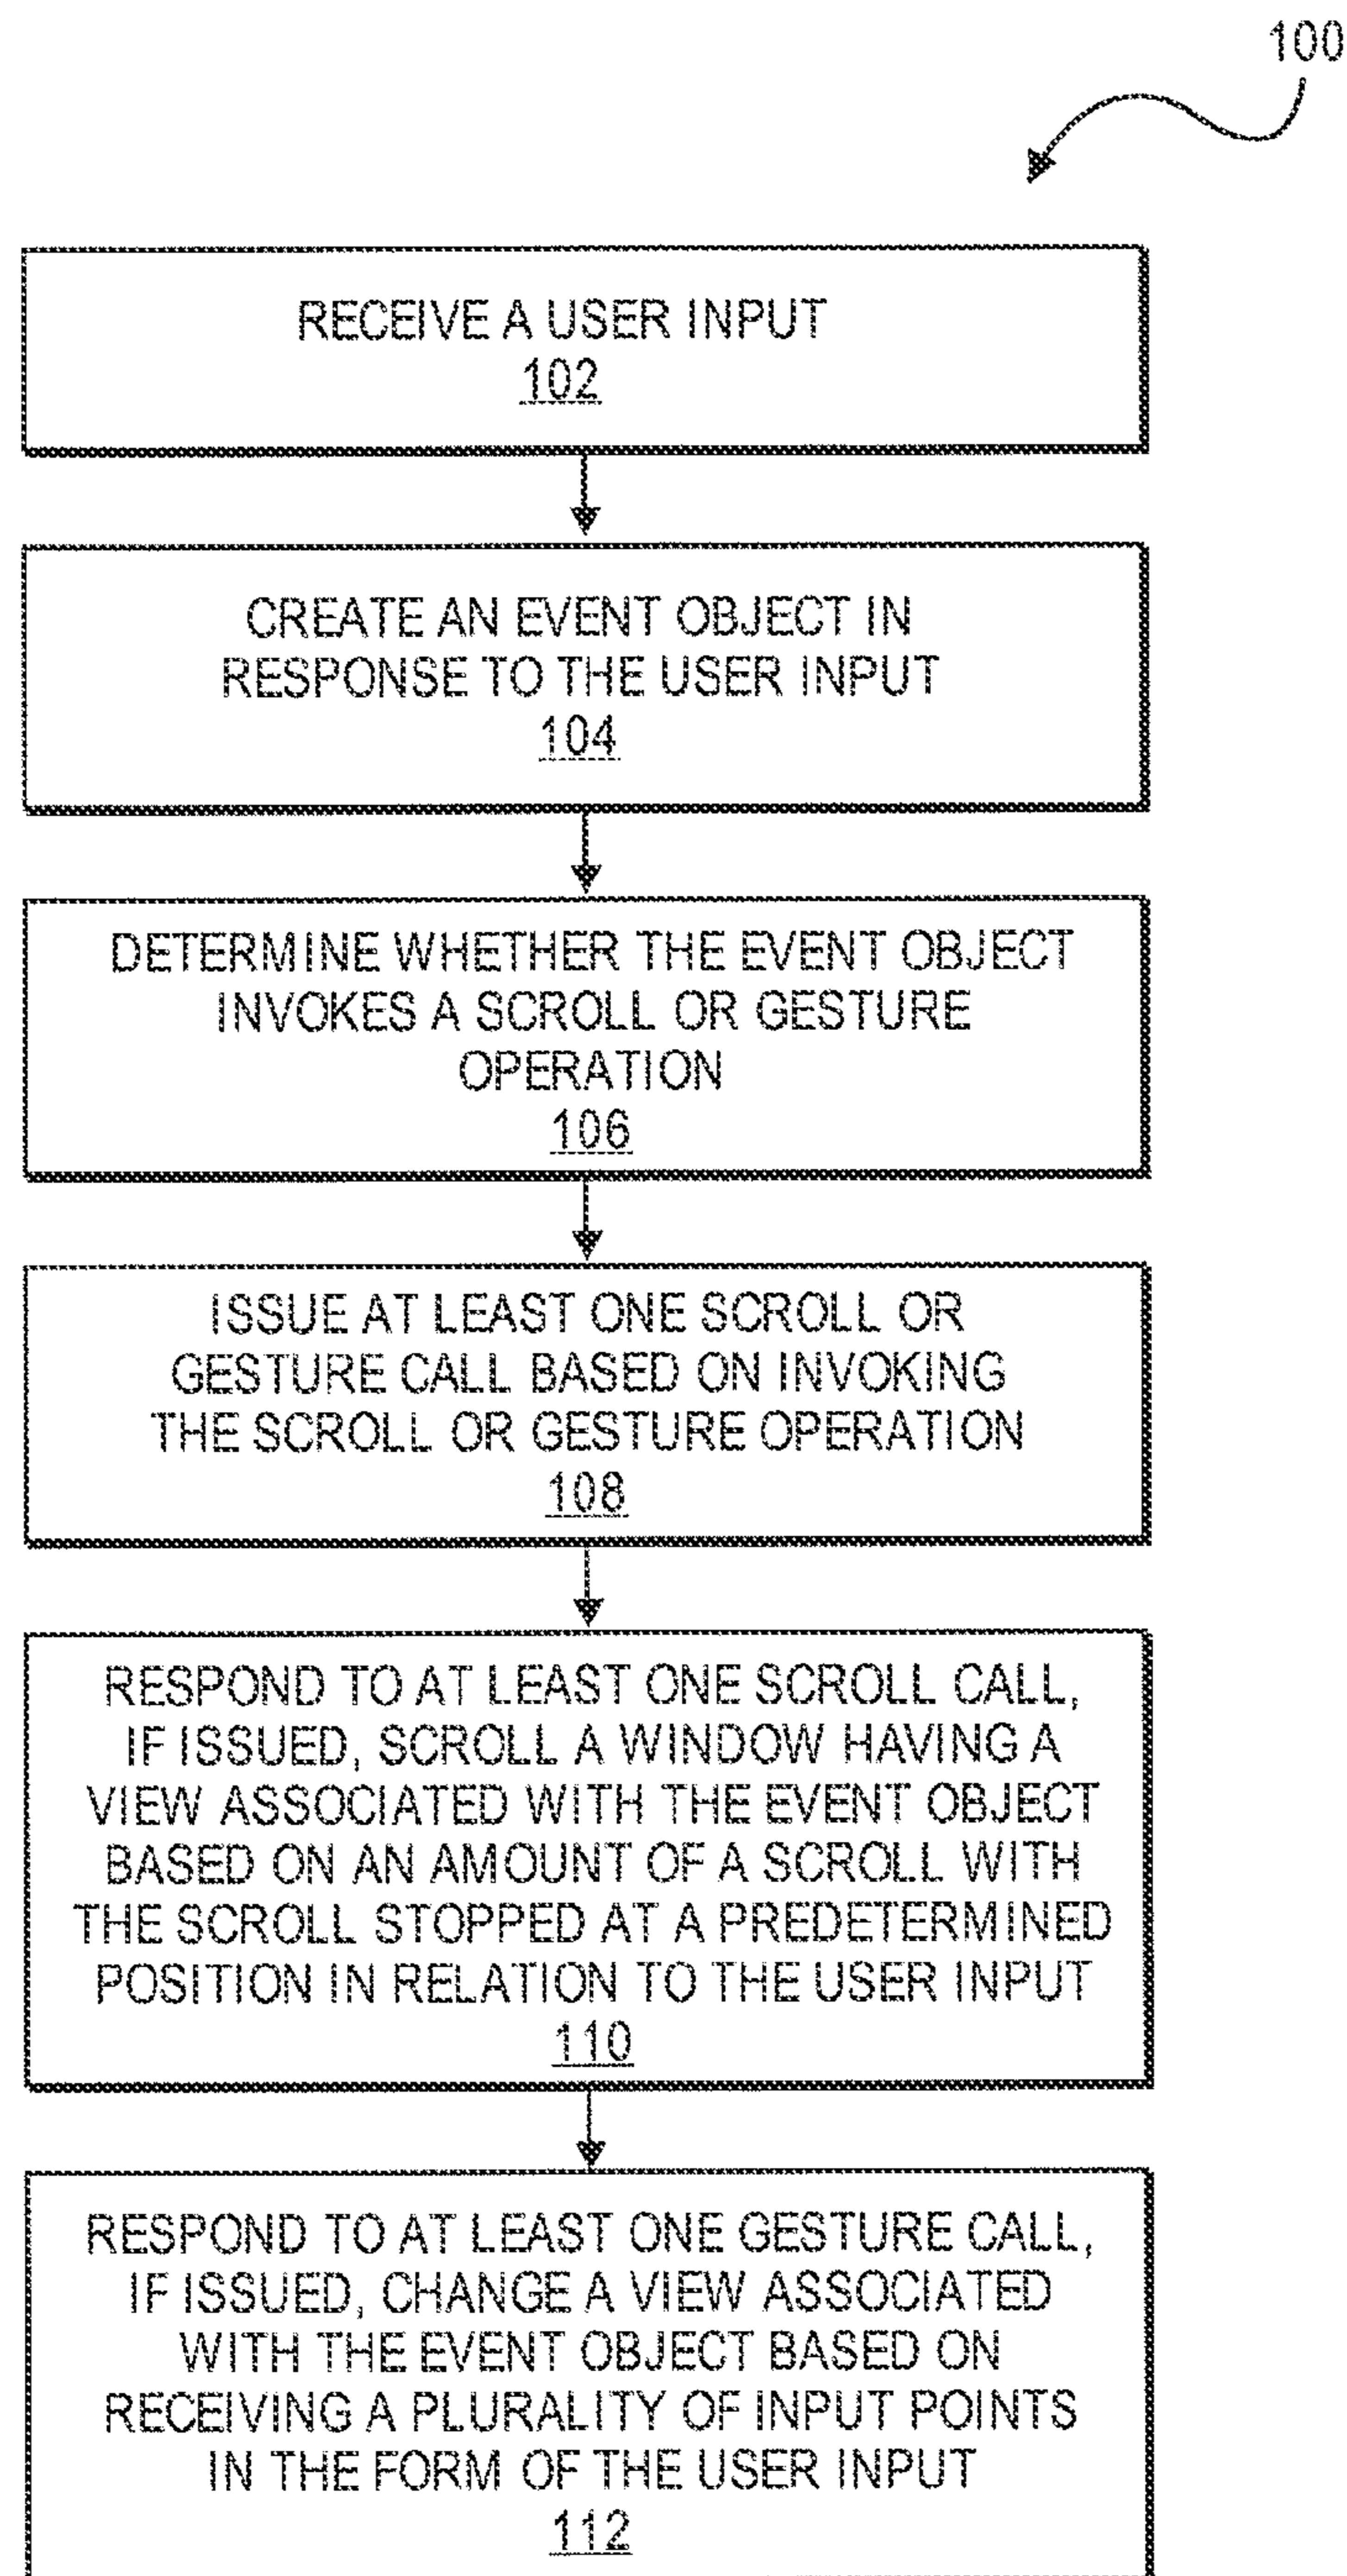 100
RECEIVE A USER INPUT
102
CREATE AN EVENT OBJECT IN
RESPONSE TO THE USER INPUT
104
DETERMINE WHETHER THE EVENT OBJECT
INVOKES A SCROLL OR GESTURE
OPERATION
106
ISSUE AT LEAST ONE SCROLL OR
GESTURE CALL BASED ON INVOKING
THE SCROLL OR GESTURE OPERATION
108
RESPOND TO AT LEAST ONE SCROLL CALL,
IF ISSUED, SCROLL A WINDOW HAVING A
VIEW ASSOCIATED WITH THE EVENT OBJECT
BASED ON AN AMOUNT OF A SCROLL WITH
THE SCROLL STOPPED AT A PREDETERMINED
POSITION IN RELATION TO THE USER INPUT
110
RESPOND TO AT LEAST ONE GESTURE CALL,
IF ISSUED, CHANGE A VIEW ASSOCIATED
WITH THE EVENT OBJECT BASED ON
RECEIVING A PLURALITY OF INPUT POINTS
IN THE FORM OF THE USER INPUT
112